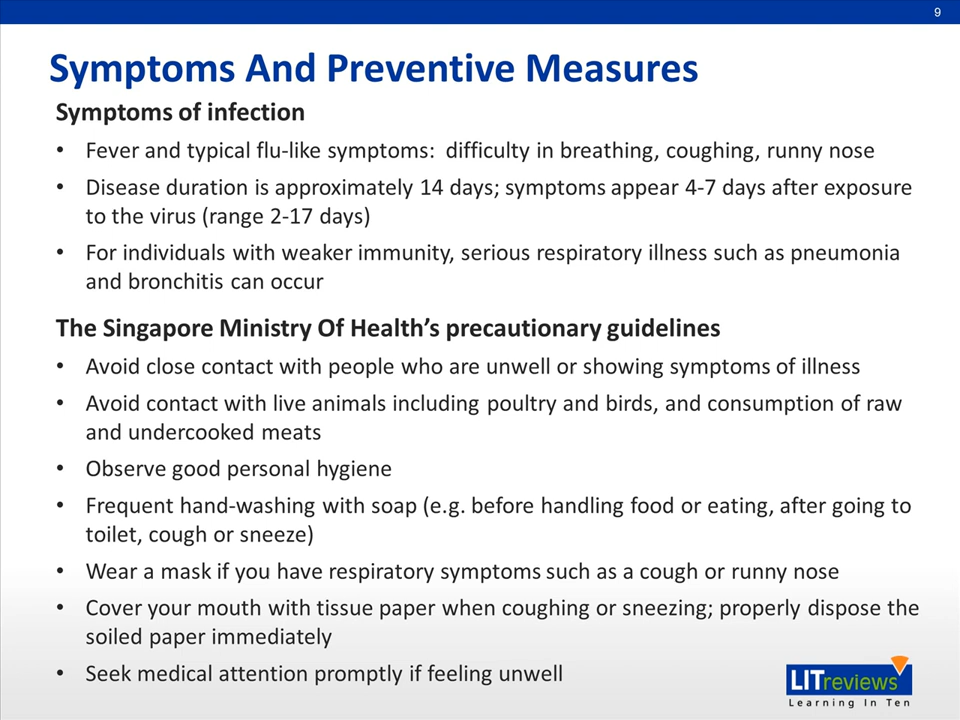 9
Symptoms And Preventive Measures
Symptoms of infection
• Fever and typical flu-like symptoms:  difficulty in breathing, coughing, runny nose
• Disease duration is approximately 14 days; symptoms appear 4-7 days after exposure
to the virus (range 2-17 days)
• For individuals with weaker immunity, serious respiratory illness such as pneumonia
and bronchitis can occur
The Singapore Ministry Of Health’s precautionary guidelines
• Avoid close contact with people who are unwell or showing symptoms of illness
• Avoid contact with live animals including poultry and birds, and consumption of raw
and undercooked meats
• Observe good personal hygiene
• Frequent hand-washing with soap (e.g. before handling food or eating, after going to
toilet, cough or sneeze)
• Wear a mask if you have respiratory symptoms such as a cough or runny nose
• Cover your mouth with tissue paper when coughing or sneezing; properly dispose the
soiled paper immediately
• Seek medical attention promptly if feeling unwell
LITreviews
Learning In Ten